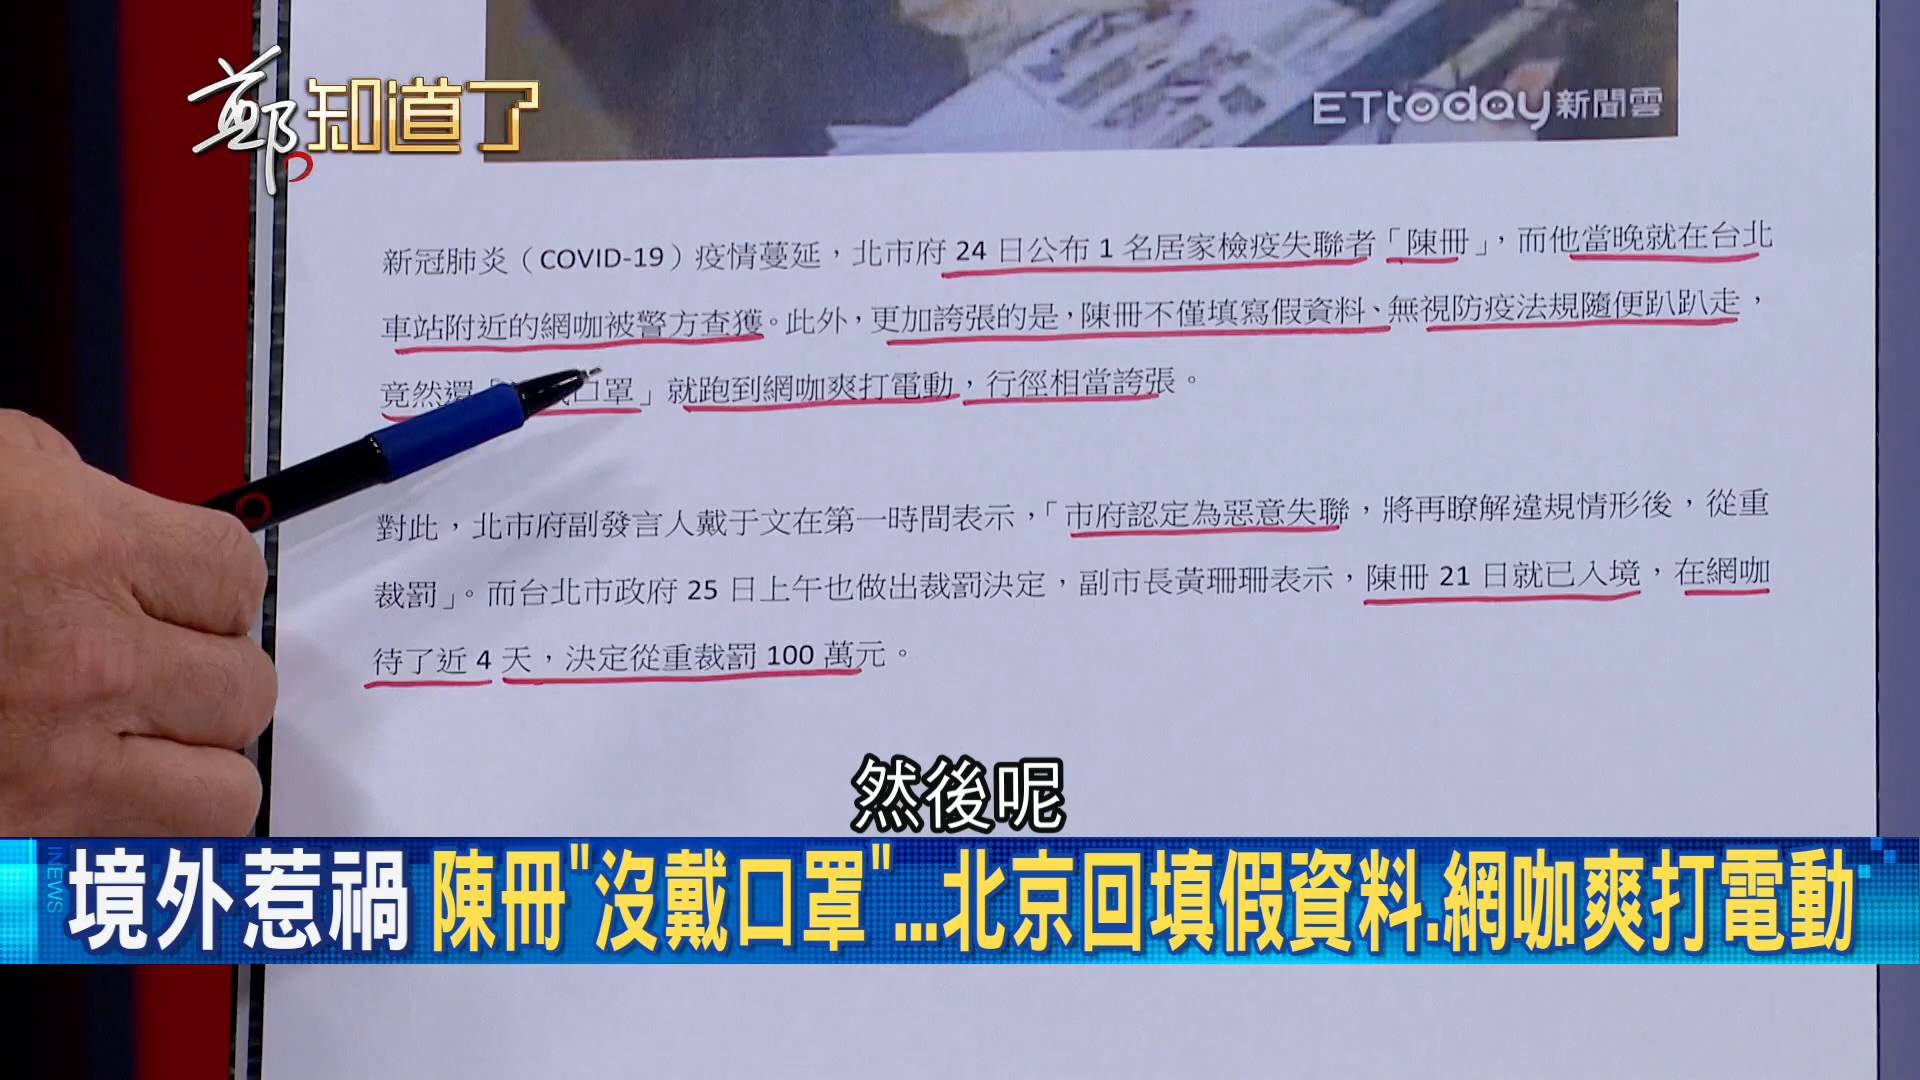 鄭知道了
ETtoday新聞雲
新冠肺炎（COVID-19）疫情蔓延，北市府 24 日公布 1 名居家檢疫失聯者「陳冊」，而他當晚就在台北
車站附近的網咖被警方查獲。此外，更加誇張的是，陳冊不僅填寫假資料、無視防疫法規隨便趴趴走，
竟然還「口罩」就跑到網咖爽打電動，行徑相當誇張。
對此，北市府副發言人戴于文在第一時間表示，「市府認定為惡意失聯，將再瞭解違規情形後，從重
裁罰」。而台北市政府 25 日上午也做出裁罰決定，副市長黃珊珊表示，陳冊 21 日就已入境，在網咖
待了近 4 天，決定從重裁罰 100 萬元。
然後呢
INEWS
境外惹禍 陳冊"沒戴口罩"...北京回填假資料.網咖爽打電動